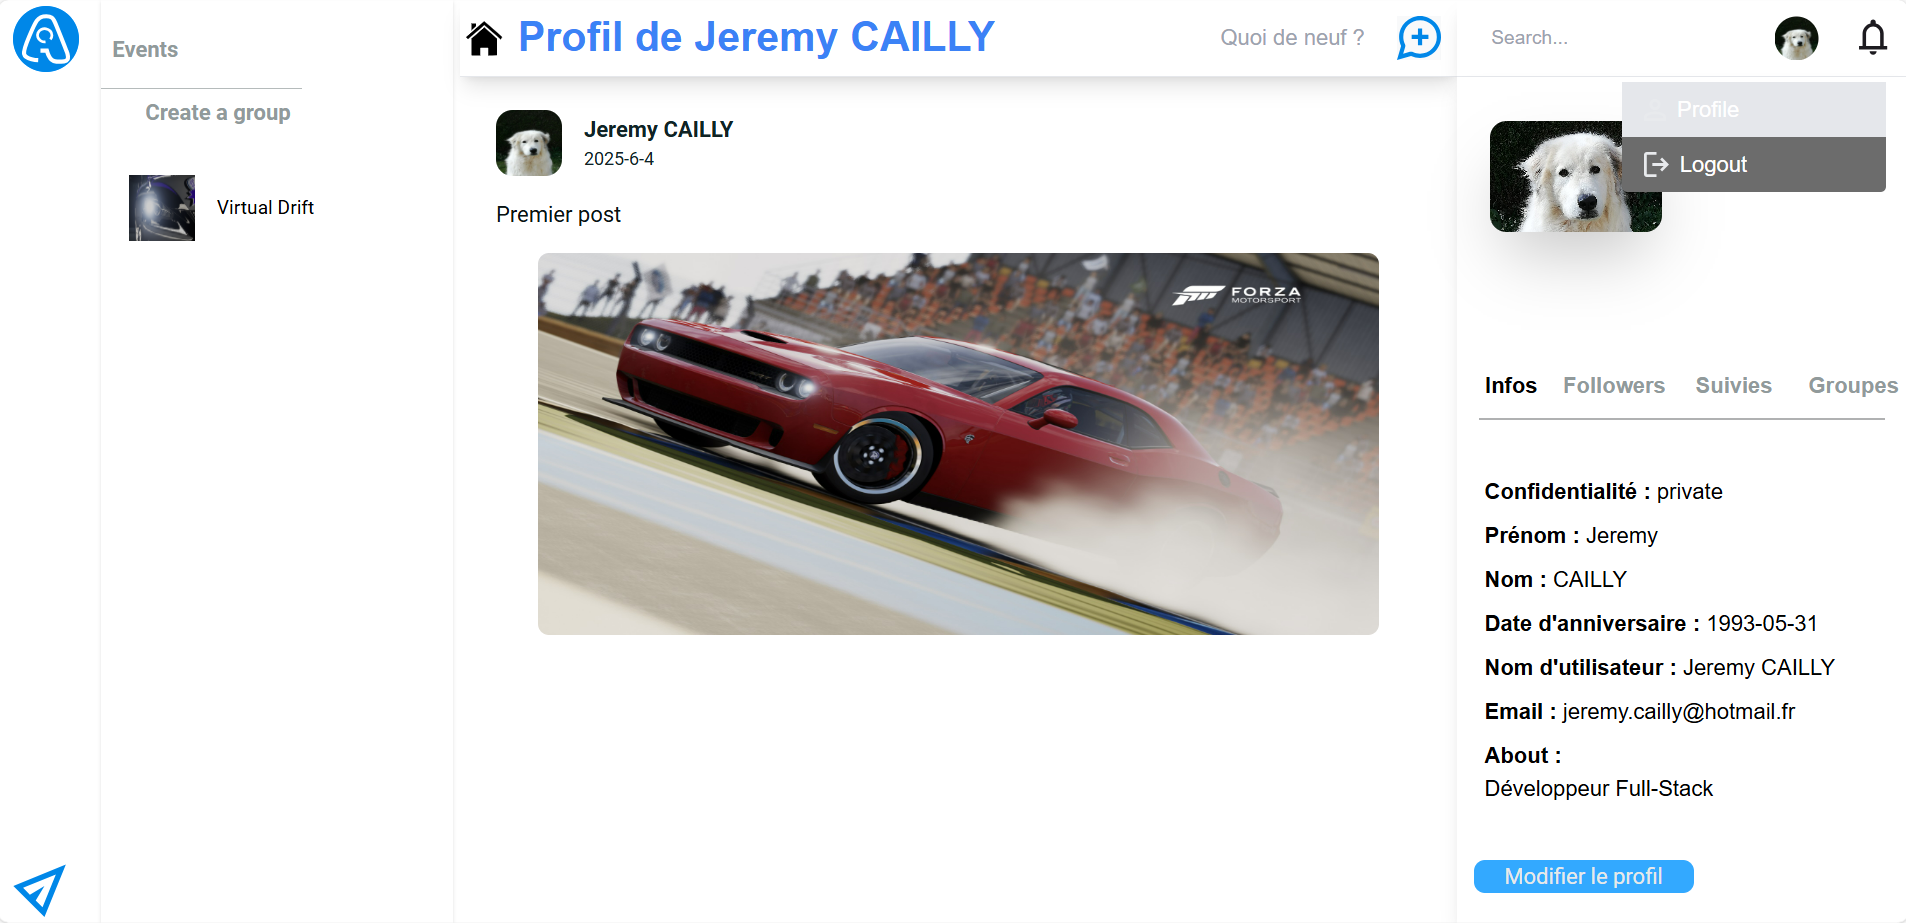 Events
Create a group
Virtual Drift
Profil de Jeremy CAILLY
Quoi de neuf ?
Jeremy CAILLY
2025-6-4
Premier post
FORZA
MOTORSPORT
Search...
Profile
Logout
Infos Followers Suivies Groupes
Confidentialité : private
Prénom : Jeremy
Nom : CAILLY
Date d'anniversaire : 1993-05-31
Nom d'utilisateur : Jeremy CAILLY
Email : jeremy.cailly@hotmail.fr
About :
Développeur Full-Stack
Modifier le profil